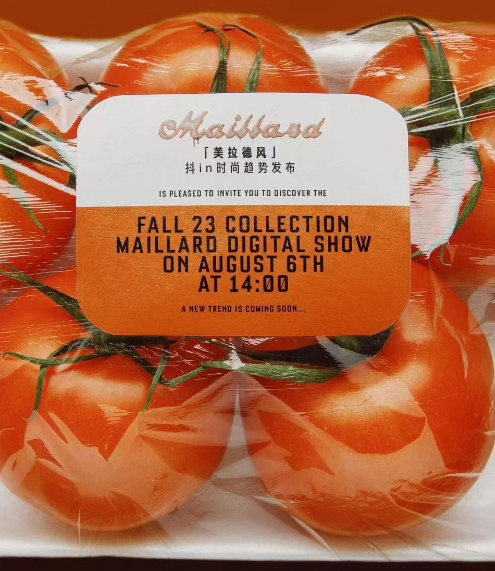 Maillard
「美拉德风」
抖in时尚趋势发布
IS PLEASED TO INVITE YOU TO DISCOVER THE
FALL 23 COLLECTION
MAILLARD DIGITAL SHOW
ON AUGUST 6TH
AT 14:00
A NEW TREND IS COMING SOON...